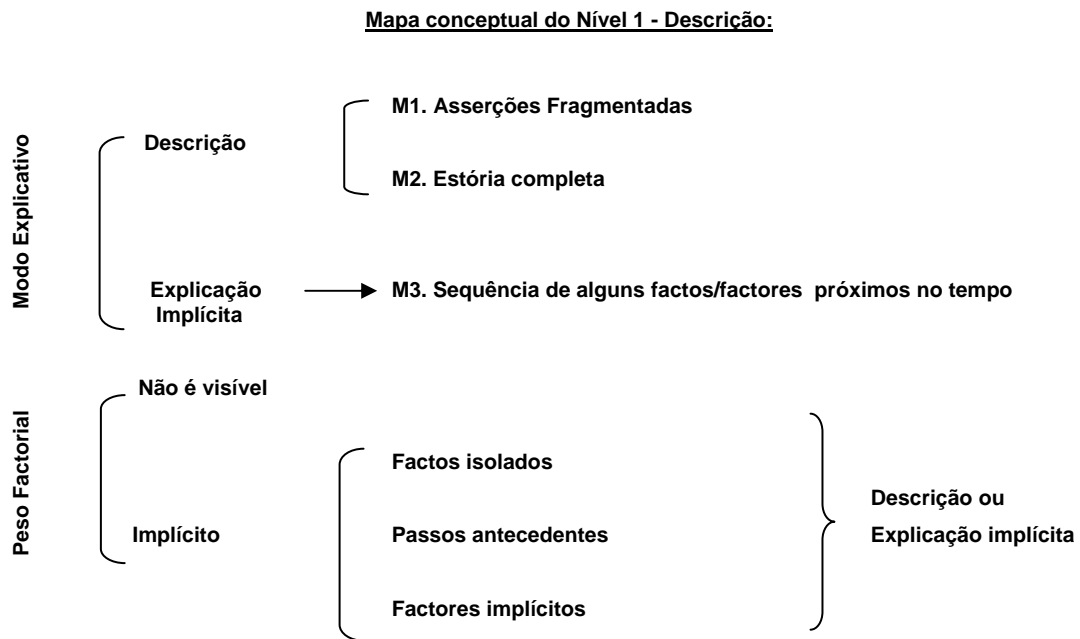 Mapa conceptual do Nível 1 - Descrição:
Modo Explicativo
Descrição
M1. Asserções Fragmentadas
M2. Estória completa
Explicação
Implícita
M3. Sequência de alguns factos/factores próximos no tempo
Peso Factorial
Não é visível
Implícito
Factos isolados
Passos antecedentes
Factores implícitos
Descrição ou
Explicação implícita